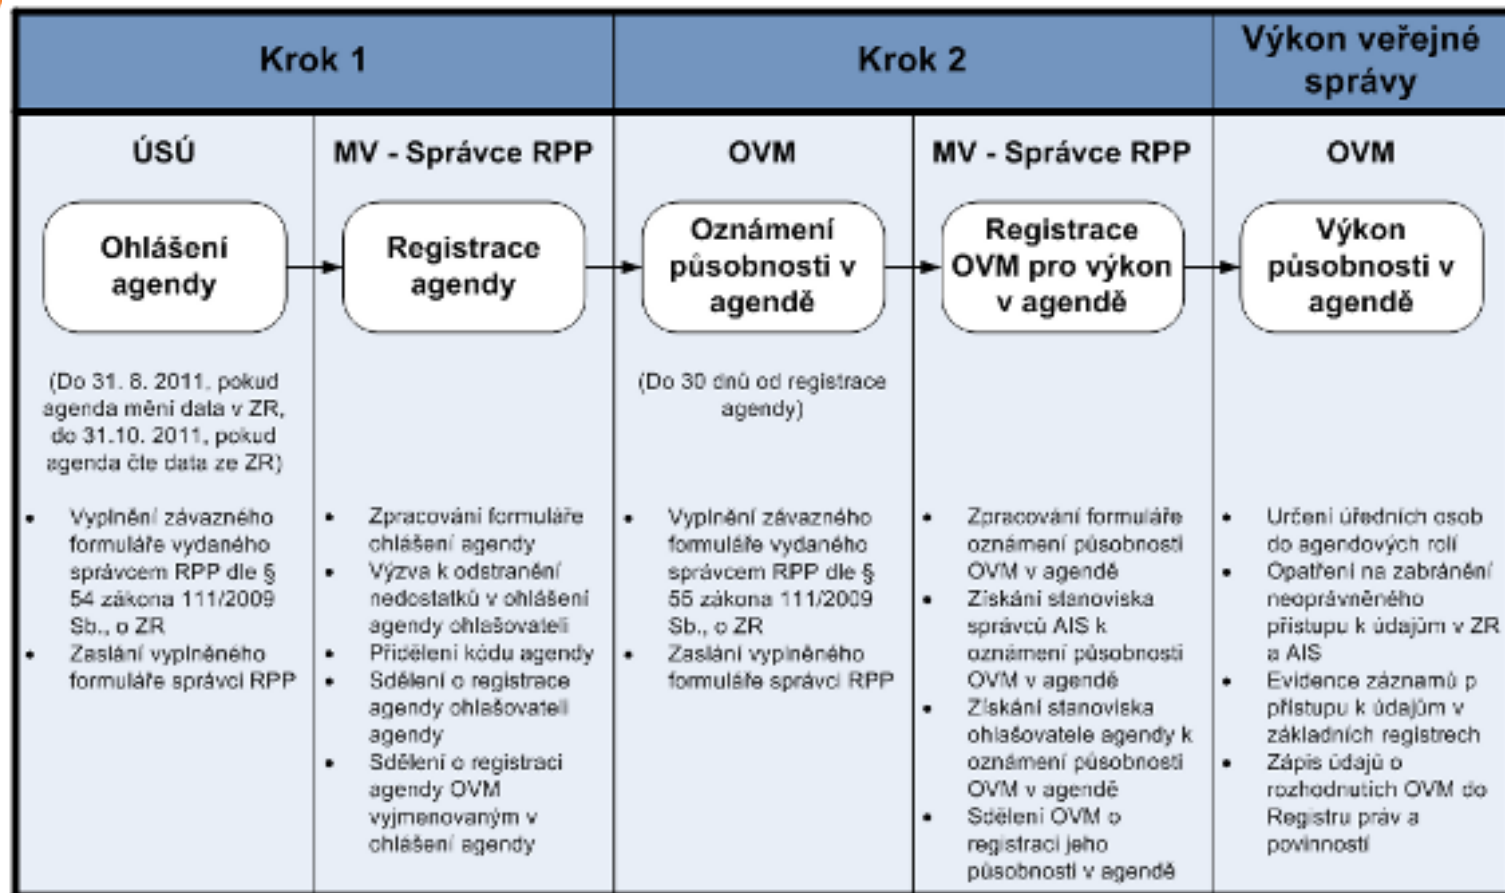 Krok 1
Krok 2
Výkon veřejné
správy
ÚSÚ
MV - Správce RPP
OVM
MV - Správce RPP
OVM
Ohlášení
agendy
Registrace
agendy
Oznámení
působnosti v
agendě
Registrace
OVM pro výkon
v agendě
Výkon
působnosti v
agendě
(Do 31. 8. 2011, pokud
agenda mění data v ZR,
do 31.10. 2011, pokud
agenda čte data ze ZR)
• Vyplnění závazného
formuláře vydaného
správcem RPP dle §
54 zákona 111/2009
Sb., o ZR
• Zaslání vyplněného
formuláře správci RPP
• Zpracování formuláře
ohlášení agendy
• Výzva k odstranění
nedostatků v ohlášení
agendy ohlašovateli
• Přidělení kódu agendy
• Sdělení o registrace
agendy ohlašovateli
agendy
• Sdělení o registraci
agendy OVM
vyjmenovaným v
ohlášení agendy
(Do 30 dnů od registrace
agendy)
• Vyplnění závazného
formuláře vydaného
správcem RPP dle §
55 zákona 111/2009
Sb., o ZR
• Zaslání vyplněného
formuláře správci RPP
• Zpracování formuláře
oznámení působnosti
OVM v agendě
• Získání stanoviska
správců AIS k
oznámení působnosti
OVM v agendě
• Získání stanoviska
ohlašovatele agendy k
oznámení působnosti
OVM v agendě
• Sdělení OVM o
registraci jeho
působnosti v agendě
• Určení úředních osob
do agendových rolí
• Opatření na zabránění
neoprávněného
přístupu k údajům v ZR
a AIS
• Evidence záznamů p
přístupu k údajům v
základních registrech
• Zápis údajů o
rozhodnutích OVM do
Registru práv a
povinností